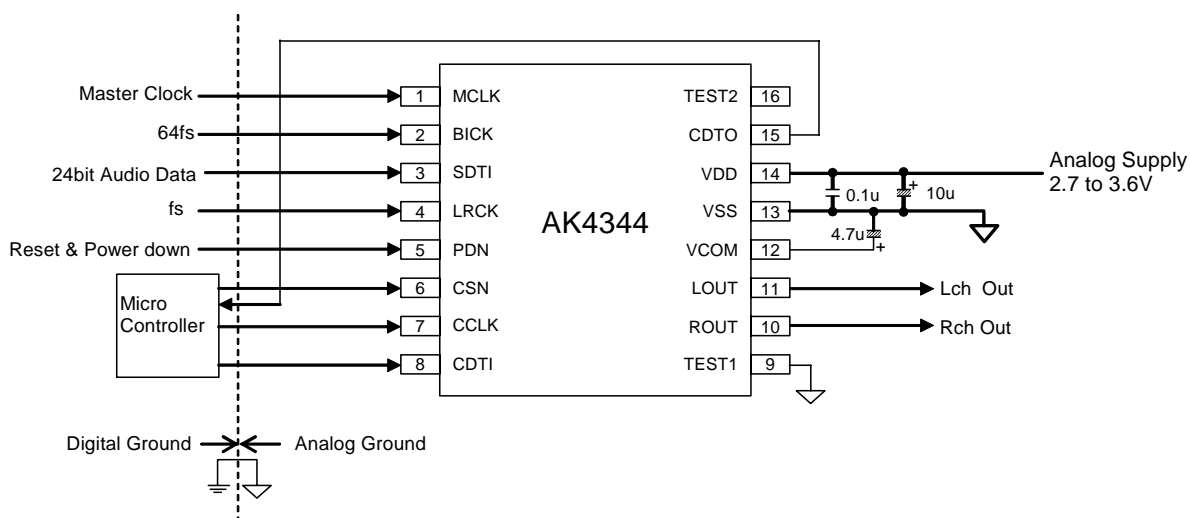 Master Clock
64fs
24bit Audio Data
fs
Reset & Power down
Micro
Controller
1 MCLK
2 BICK
3 SDTI
4 LRCK
5 PDN
6 CSN
7 CCLK
8 CDTI
AK4344
TEST2 16
CDTO 15
VDD 14
VSS 13
VCOM 12
LOUT 11
ROUT 10
TEST1 9
0.1u
+
10u
4.7u
+
Analog Supply
2.7 to 3.6V
Lch Out
Rch Out
Digital Ground
Analog Ground